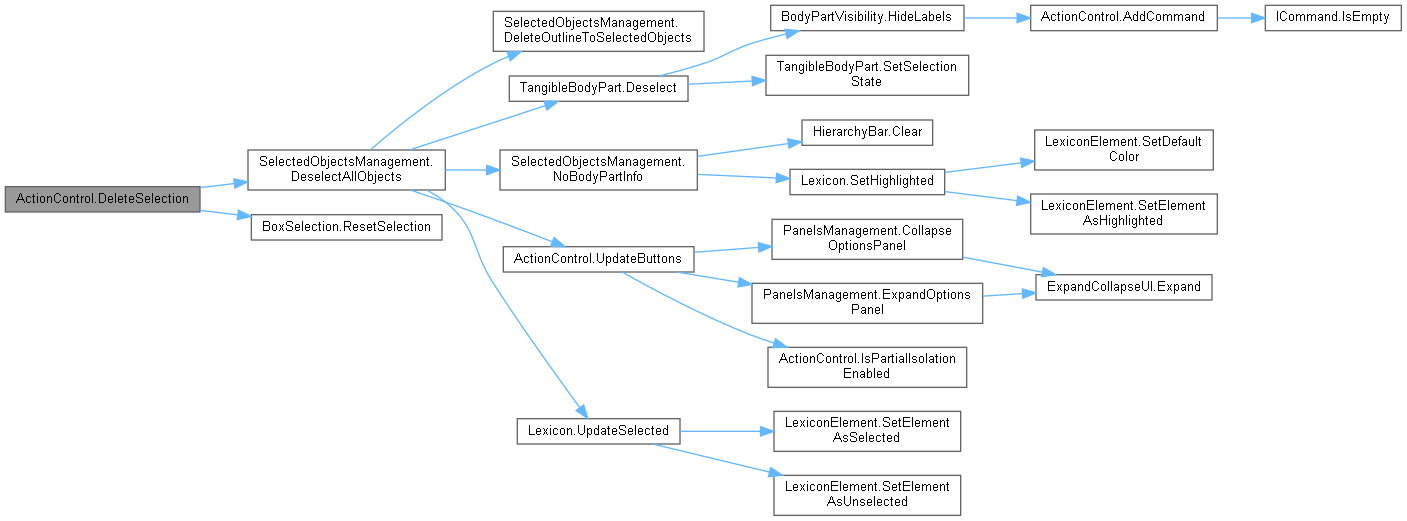 SelectedObjectsManagement.
DeleteOutlineToSelectedObjects
BodyPartVisibility.HideLabels
ActionControl.AddCommand
ICommand.IsEmpty
TangibleBodyPart.Deselect
TangibleBodyPart.SetSelection
State
HierarchyBar.Clear
SelectedObjectsManagement.
DeselectAllObjects
SelectedObjectsManagement.
NoBodyPartInfo
LexiconElement.SetDefault
Color
Lexicon.SetHighlighted
ActionControl.DeleteSelection
LexiconElement.SetElement
AsHighlighted
BoxSelection.ResetSelection
PanelsManagement.Collapse
OptionsPanel
ActionControl.UpdateButtons
ExpandCollapseUI.Expand
PanelsManagement.ExpandOptions
Panel
ActionControl.IsPartialIsolation
Enabled
Lexicon.UpdateSelected
LexiconElement.SetElement
AsSelected
LexiconElement.SetElement
AsUnselected